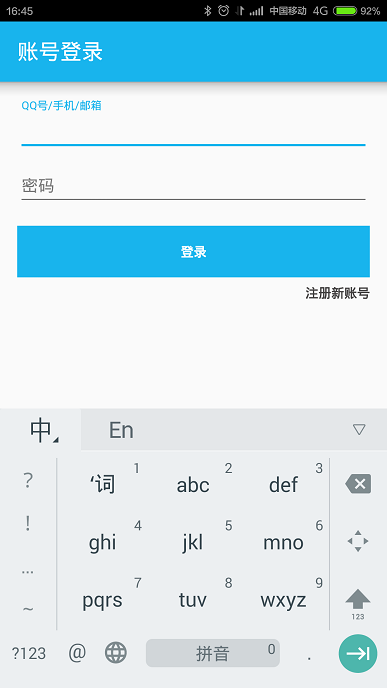 16:45 中国移动 4G 92%
账号登录
QQ号/手机/邮箱
密码
登录
注册新账号
中 En
? ‘词 1 abc 2 def 3
! ghi 4 jkl 5 mno 6
... pqrs 7 tuv 8 wxyz 9
~ 123
?123 @ 拼音 0 .